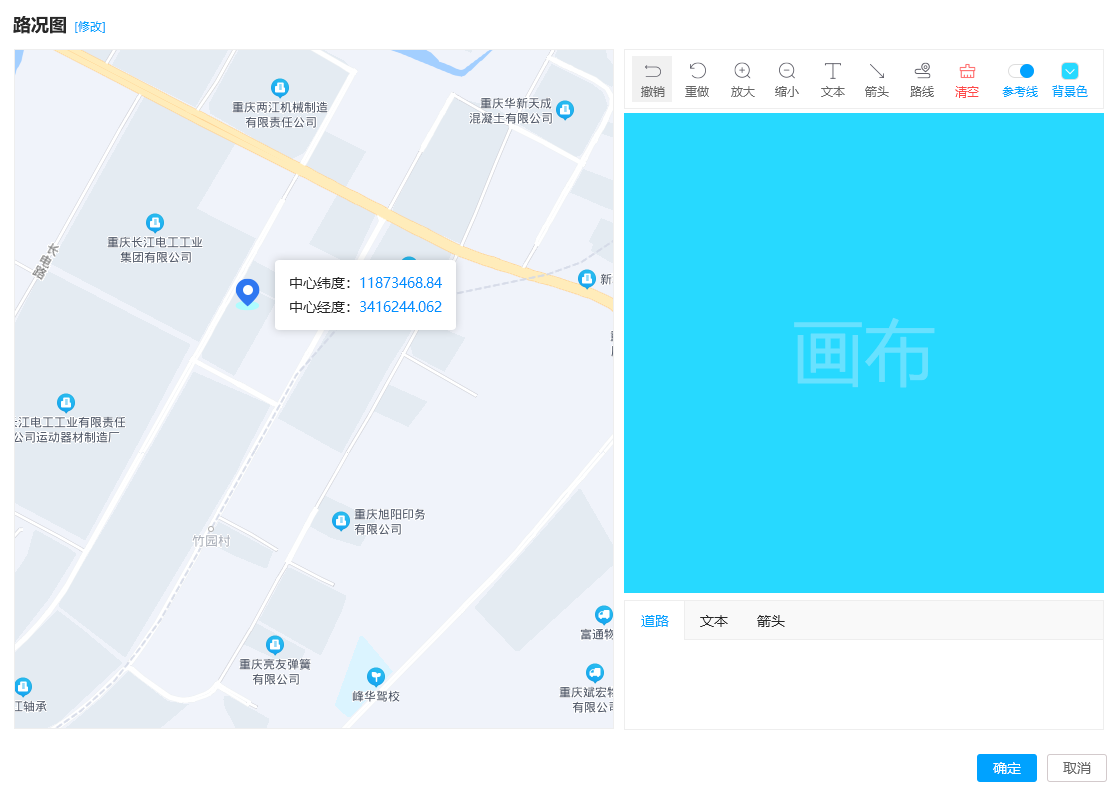 路况图 [修改]
重庆两江机械制造
有限责任公司
重庆华新天成
混凝土有限公司
重庆长江电工工业
集团有限公司
长电路
新
中心纬度：11873468.84
中心经度：3416244.062
江电工工业有限责任
公司运动器材制造厂
重庆旭阳印务
有限公司
竹园村
富通物
重庆亮友弹簧
有限公司
峰华驾校
重庆斌宏物
有限公司
江轴承
撤销 重做 放大 缩小 文本 箭头 路线 清空 参考线 背景色
画布
道路 文本 箭头
确定 取消